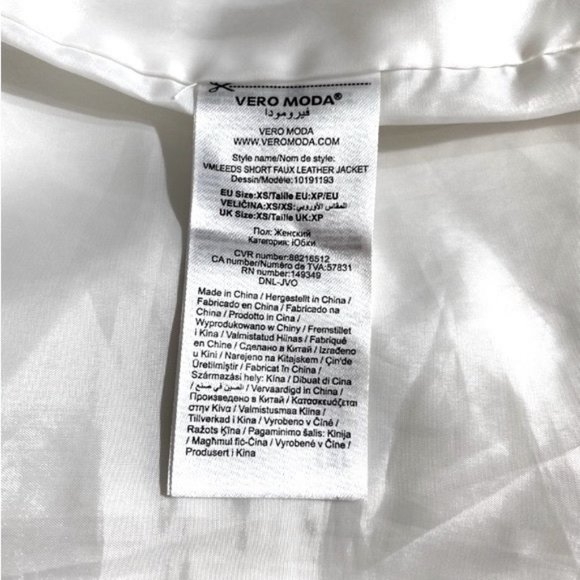 VERO MODA®
فيرومودا
VERO MODA
WWW.VEROMODA.COM
Style name/Nom de style:
VMLEEDS SHORT FAUX LEATHER JACKET
Dessin/Modèle: 10191193
EU Size:XS/Taille EU:XP/EU
VELIČINA:XS/XS: المقاس الأوروبي
UK Size:XS/Taille UK:XP
Пол: Женский
Категория: Юбки
CVR number:88216512
CA number/Numéro de TVA:57831
RN number:149349
DNL-JVO
Made in China / Hergestellt in China /
Fabricado en China / Fabricado na
China / Prodotto in Cina /
Wyprodukowano w Chiny / Fremstillet
i Kina / Valmistustud Hiinas / Fabriqué
en Chine / Сделано в Китай / Izrađeno
u Kini / Narejeno na Kitajskem / Çin'de
Üretilmiştir / Fabricat în China /
Származási hely: Kína / Dibuat di Cina
/ Vervaardigd in China / الصين في صنع /
Произведено в Китай / Κατασκευάζεται
στην Κίνα / Valmistusmaa Kiina /
Tillverkad i Kina / Vyrobeno v Číně /
Ražots Ķīna / Pagaminimo šalis: Kinija
/ Magħmul fiċ-Ċina / Vyrobené v Číne /
Produsert i Kina